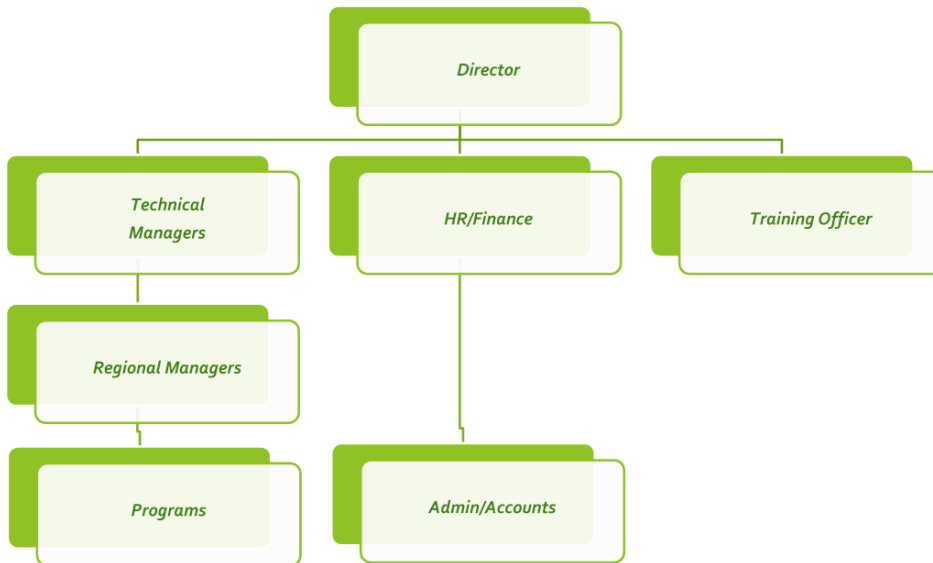 Director
Technical
Managers
HR/Finance
Training Officer
Regional Managers
Programs
Admin/Accounts